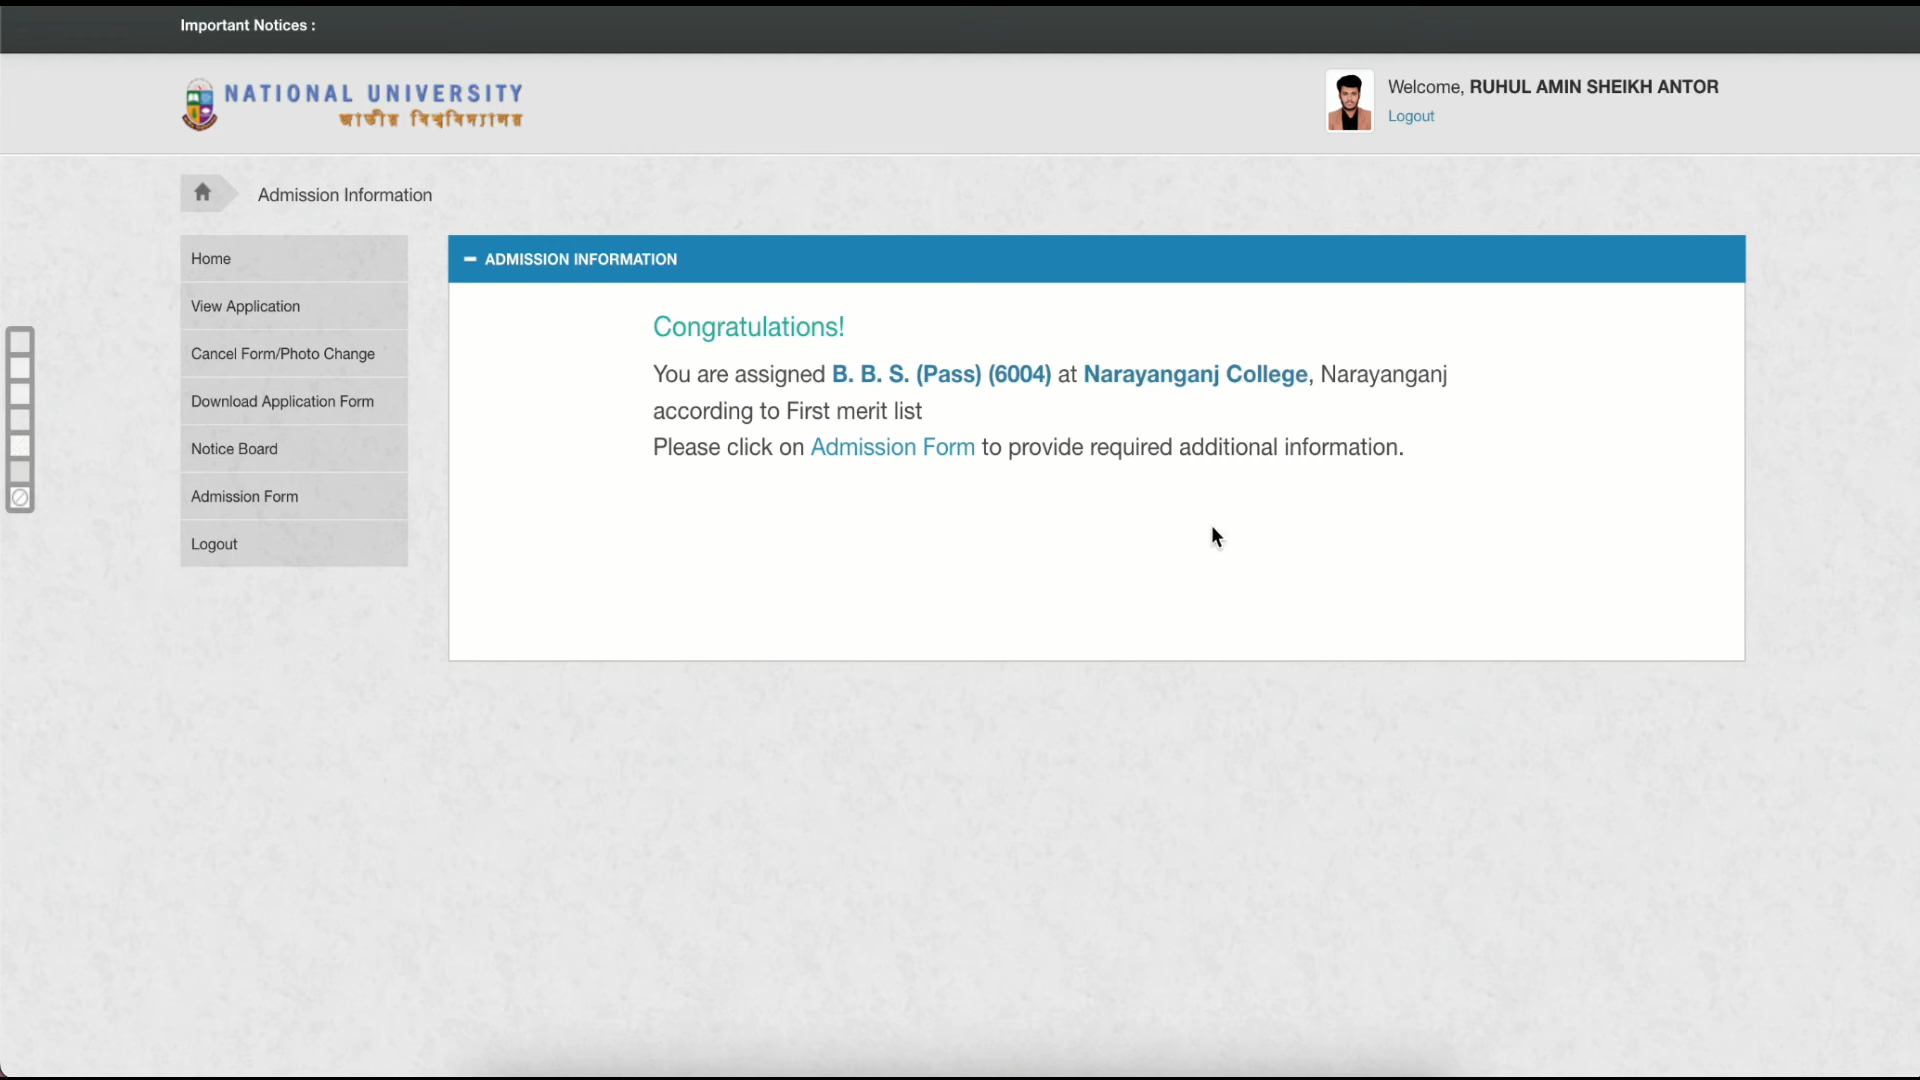 Important Notices :
NATIONAL UNIVERSITY
জাতীয় বিশ্ববিদ্যালয়
Welcome, RUHUL AMIN SHEIKH ANTOR
Logout
Admission Information
Home
View Application
Cancel Form/Photo Change
Download Application Form
Notice Board
Admission Form
Logout
ADMISSION INFORMATION
Congratulations!
You are assigned B. B. S. (Pass) (6004) at Narayanganj College, Narayanganj
according to First merit list
Please click on Admission Form to provide required additional information.